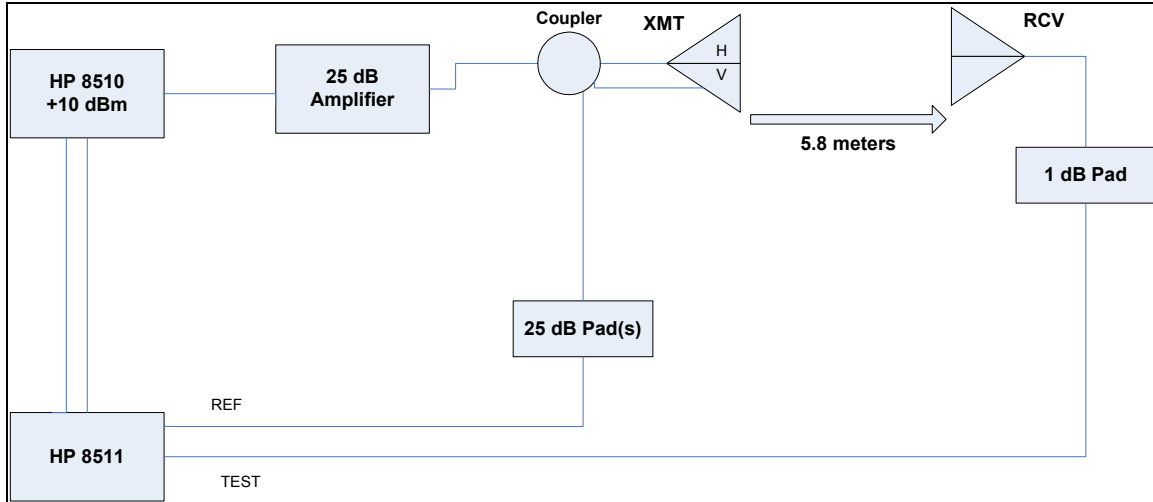 Coupler
XMT
RCV
HP 8510
+10 dBm
25 dB
Amplifier
H
V
5.8 meters
1 dB Pad
25 dB Pad(s)
REF
HP 8511
TEST